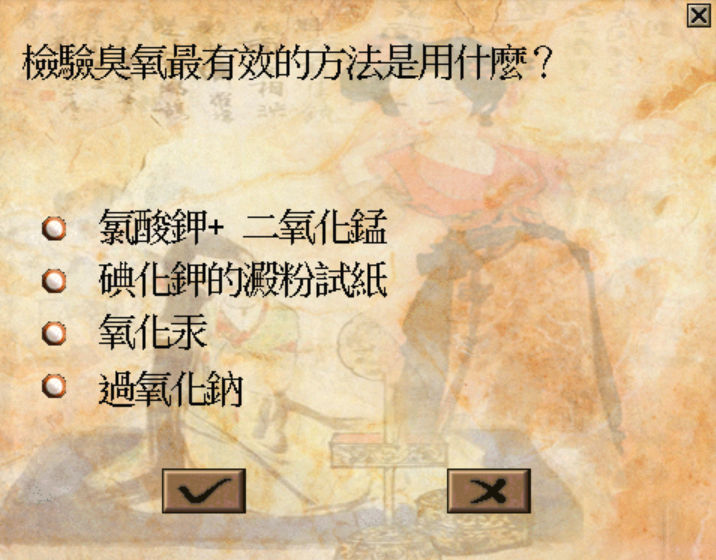 檢驗臭氧最有效的方法是用什麼？
氯酸鉀+ 二氧化錳
碘化鉀的澱粉試紙
氧化汞
過氧化鈉